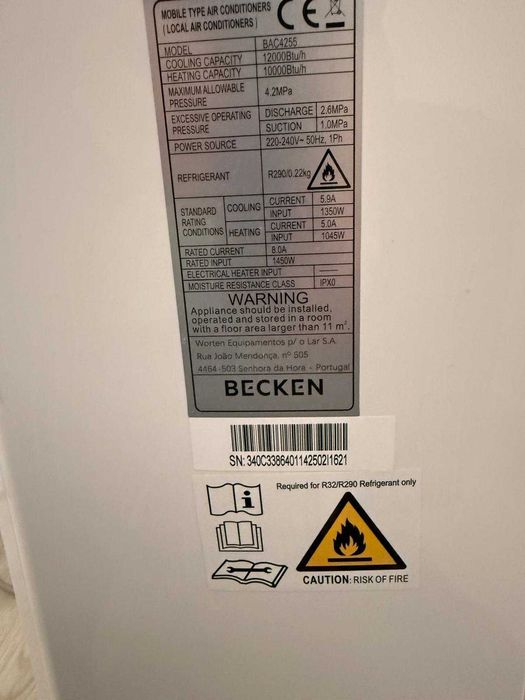 MOBILE TYPE AIR CONDITIONERS
(LOCAL AIR CONDITIONERS)
CE
MODEL BAC4255
COOLING CAPACITY 12000Btu/h
HEATING CAPACITY 10000Btu/h
MAXIMUM ALLOWABLE PRESSURE 4.2MPa
EXCESSIVE OPERATING PRESSURE DISCHARGE 2.6MPa
SUCTION 1.0MPa
POWER SOURCE 220-240V~ 50Hz, 1Ph
REFRIGERANT R290/0.22kg
STANDARD RATING CONDITIONS COOLING CURRENT 5.9A
INPUT 1350W
HEATING CURRENT 5.0A
INPUT 1045W
RATED CURRENT 8.0A
RATED INPUT 1450W
ELECTRICAL HEATER INPUT ——
MOISTURE RESISTANCE CLASS IPX0
WARNING
Appliance should be installed,
operated and stored in a room
with a floor area larger than 11 m².
Worten Equipamentos p/ o Lar S.A.
Rua João Mendonça, nº 505
4464-503 Senhora da Hora - Portugal
BECKEN
SN: 340C3386401142502I1621
Required for R32/R290 Refrigerant only
i
CAUTION: RISK OF FIRE